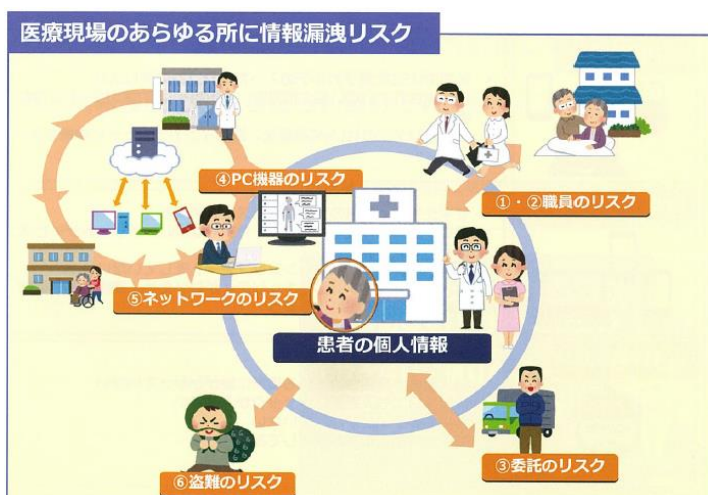 医療現場のあらゆる所に情報漏洩リスク
④PC機器のリスク
①・②職員のリスク
⑤ネットワークのリスク
患者の個人情報
③委託のリスク
⑥盗難のリスク